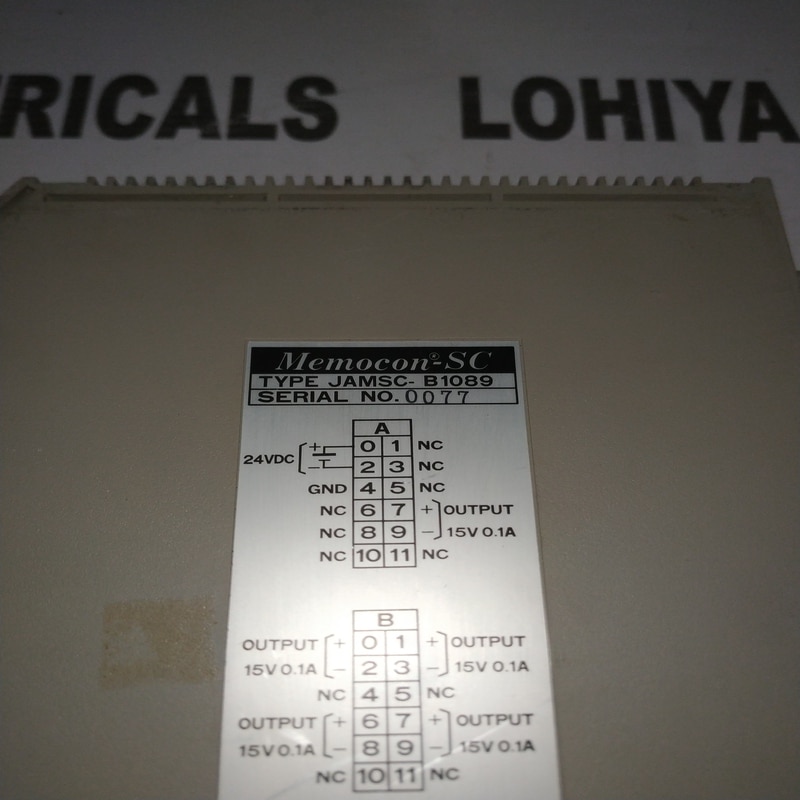 RICALS LOHIYA
Memocon®-SC
TYPE JAMSC- B1089
SERIAL NO. 0077
A
+ 0 1 NC
24VDC
− 2 3 NC
GND 4 5 NC
NC 6 7 + OUTPUT
NC 8 9 − 15V 0.1A
NC 10 11 NC
B
OUTPUT + 0 1 + OUTPUT
15V 0.1A − 2 3 − 15V 0.1A
NC 4 5 NC
OUTPUT + 6 7 + OUTPUT
15V 0.1A − 8 9 − 15V 0.1A
NC 10 11 NC